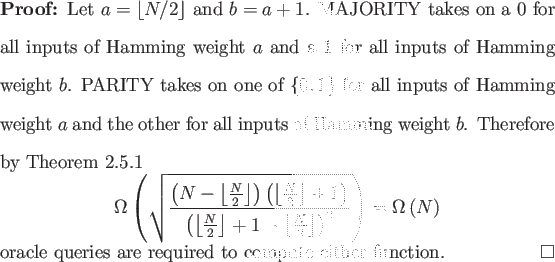 Proof: Let $a = \lfloor N/2 \rfloor$ and $b = a + 1$. MAJORITY takes on a 0 for
all inputs of Hamming weight $a$ and a 1 for all inputs of Hamming
weight $b$. PARITY takes on one of $\{0, 1\}$ for all inputs of Hamming
weight $a$ and the other for all inputs of Hamming weight $b$. Therefore
by Theorem 2.5.1
$\Omega\left(\sqrt{\frac{\left(N - \lfloor \frac{N}{2} \rfloor\right)\left(\lfloor \frac{N}{2} \rfloor + 1\right)}{\left(\lfloor \frac{N}{2} \rfloor + 1 - \lfloor \frac{N}{2} \rfloor\right)^2}}\right) = \Omega(N)$
oracle queries are required to compute either function. □